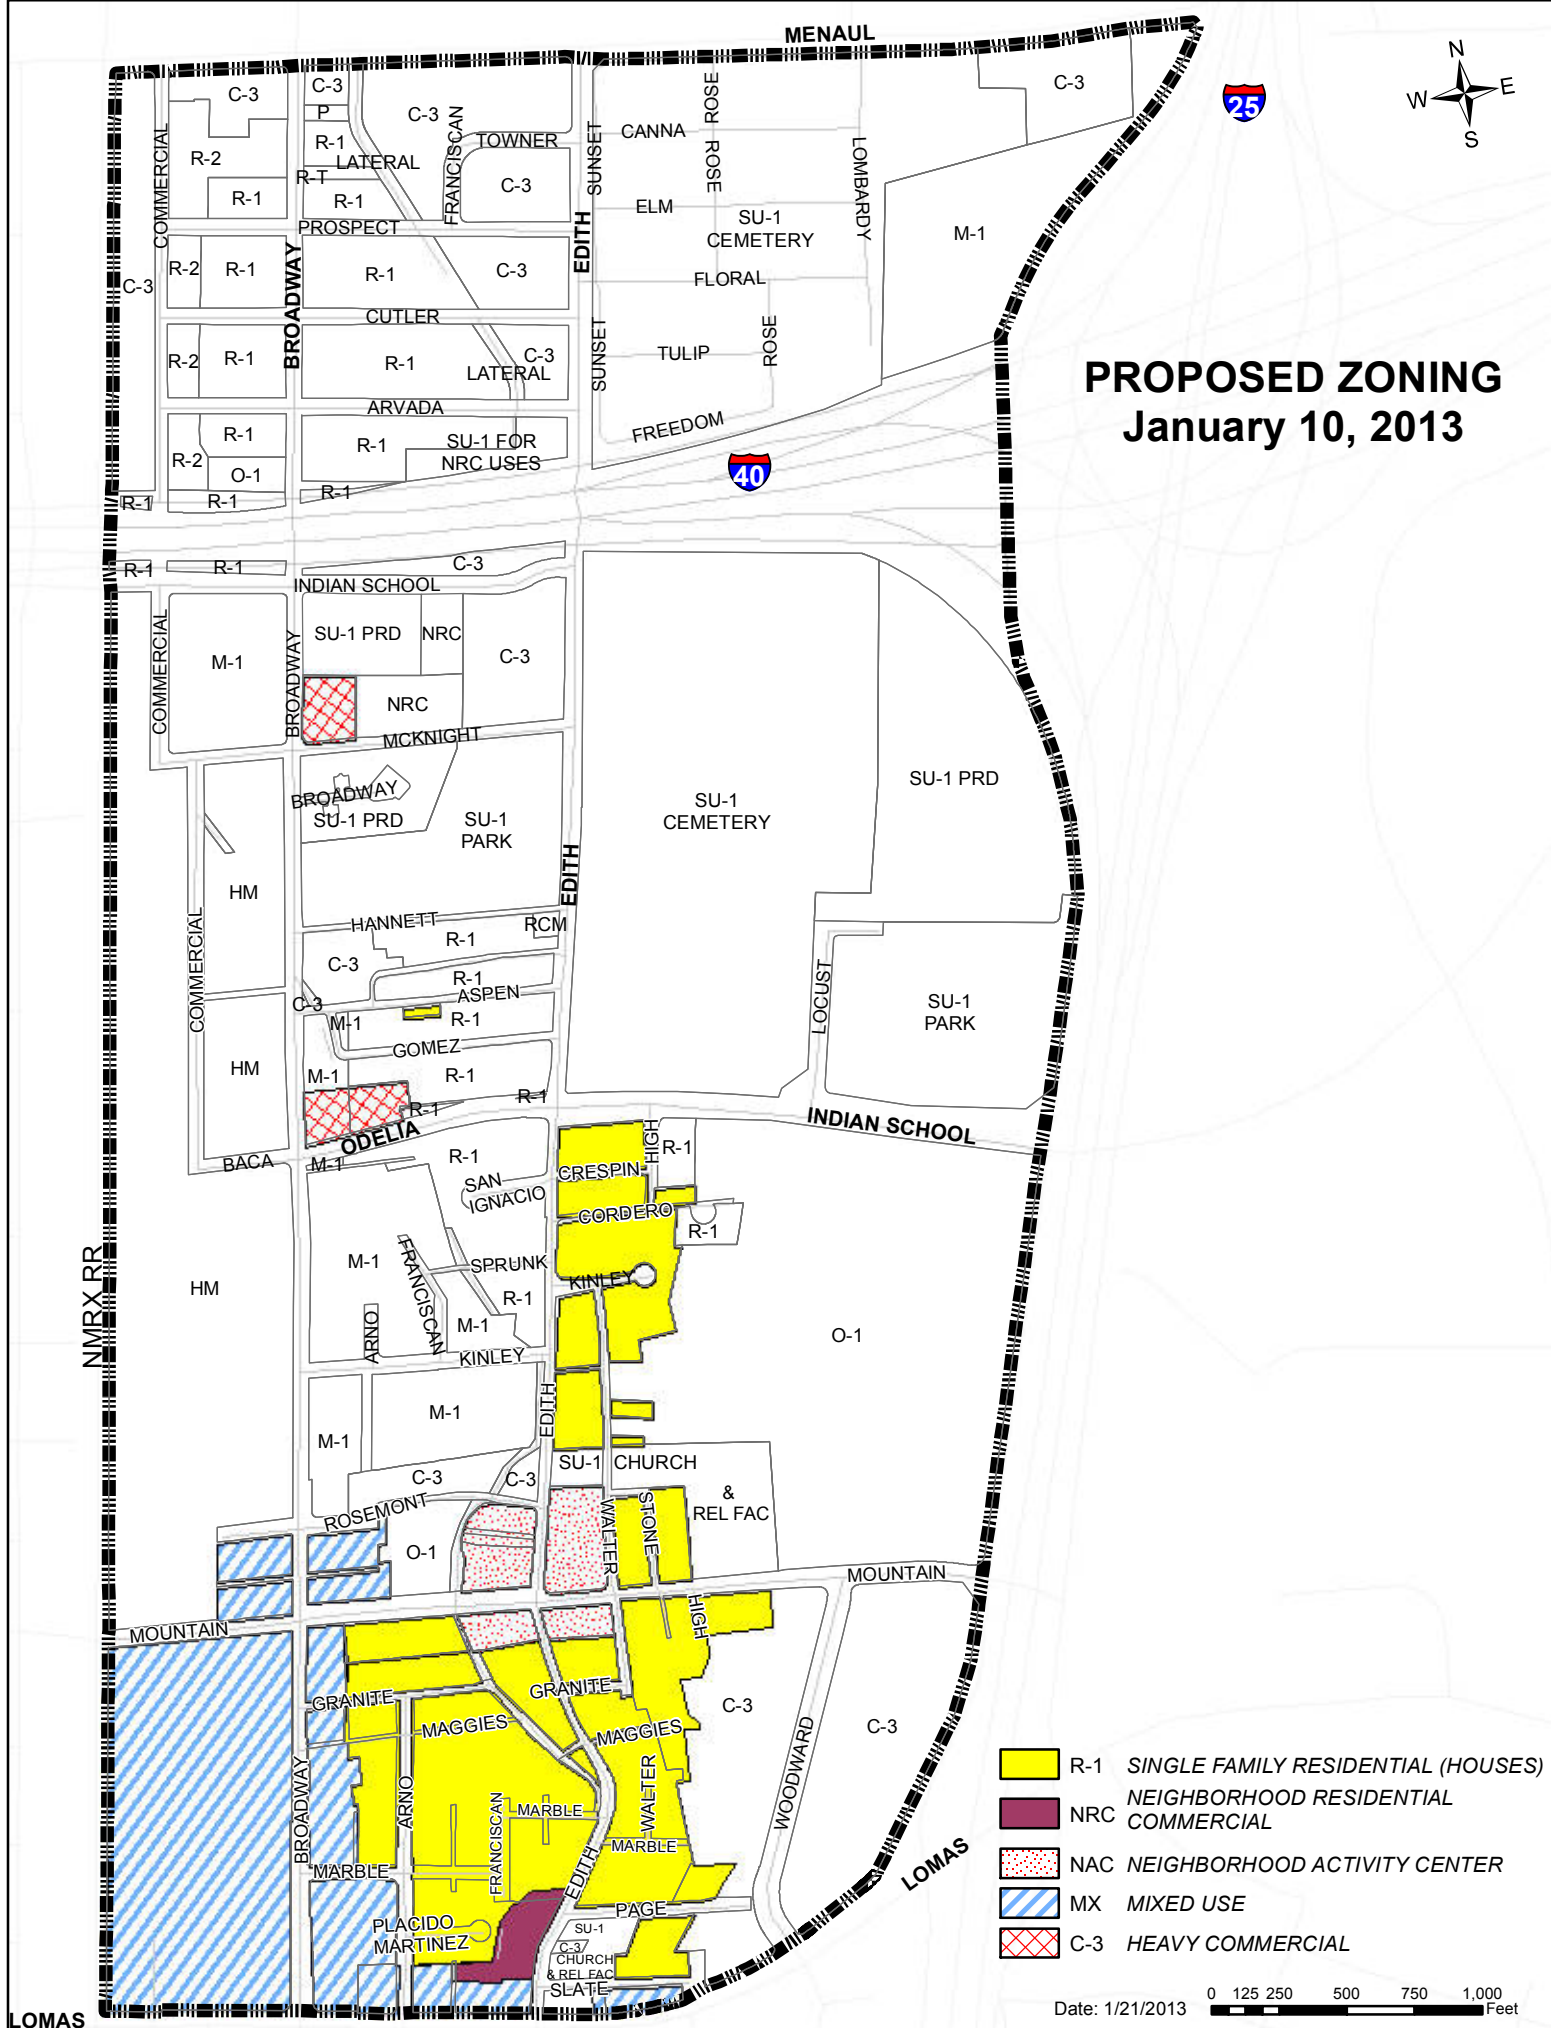 MENAUL
N
W E
S
25
C-3
C-3
C-3
C-3
P
R-1
LATERAL
R-2
R-T
R-1
R-1
COMMERCIAL
FRANCISCAN
TOWNER
C-3
SUNSET
CANNA
ROSE
ROSE
LOMBARDY
ELM
SU-1
CEMETERY
M-1
PROSPECT
BROADWAY
EDITH
C-3
R-2
R-1
R-1
C-3
FLORAL
CUTLER
R-2
R-1
R-1
C-3
LATERAL
SUNSET
TULIP
ROSE
ARVADA
FREEDOM
R-1
R-2
O-1
R-1
SU-1 FOR
NRC USES
R-1
R-1
R-1
40
PROPOSED ZONING
January 10, 2013
R-1
R-1
C-3
INDIAN SCHOOL
COMMERCIAL
M-1
BROADWAY
SU-1 PRD
NRC
C-3
NRC
MCKNIGHT
BROADWAY
SU-1 PRD
SU-1
PARK
SU-1
CEMETERY
SU-1 PRD
HM
EDITH
COMMERCIAL
HANNETT
RCM
R-1
C-3
R-1
ASPEN
C-3
M-1
R-1
GOMEZ
LOCUST
SU-1
PARK
HM
M-1
R-1
R-1
R-1
ODELIA
INDIAN SCHOOL
BACA
M-1
R-1
SAN
IGNACIO
CRESPIN
HIGH
R-1
CORDERO
R-1
NMRX RR
HM
M-1
FRANCISCAN
SPRUNK
KINLEY
R-1
ARNO
M-1
KINLEY
O-1
EDITH
M-1
M-1
C-3
C-3
SU-1 CHURCH
&
REL FAC
ROSEMONT
WALTER
STONE
O-1
MOUNTAIN
MOUNTAIN
HIGH
GRANITE
GRANITE
MAGGIES
MAGGIES
C-3
C-3
WOODWARD
BROADWAY
ARNO
FRANCISCAN
MARBLE
WALTER
MARBLE
MARBLE
EDITH
PLACIDO
MARTINEZ
PAGE
SU-1
C-3
CHURCH
& REL FAC
SLATE
LOMAS
LOMAS
R-1 SINGLE FAMILY RESIDENTIAL (HOUSES)
NRC NEIGHBORHOOD RESIDENTIAL
COMMERCIAL
NAC NEIGHBORHOOD ACTIVITY CENTER
MX MIXED USE
C-3 HEAVY COMMERCIAL
Date: 1/21/2013
0 125 250 500 750 1,000
Feet